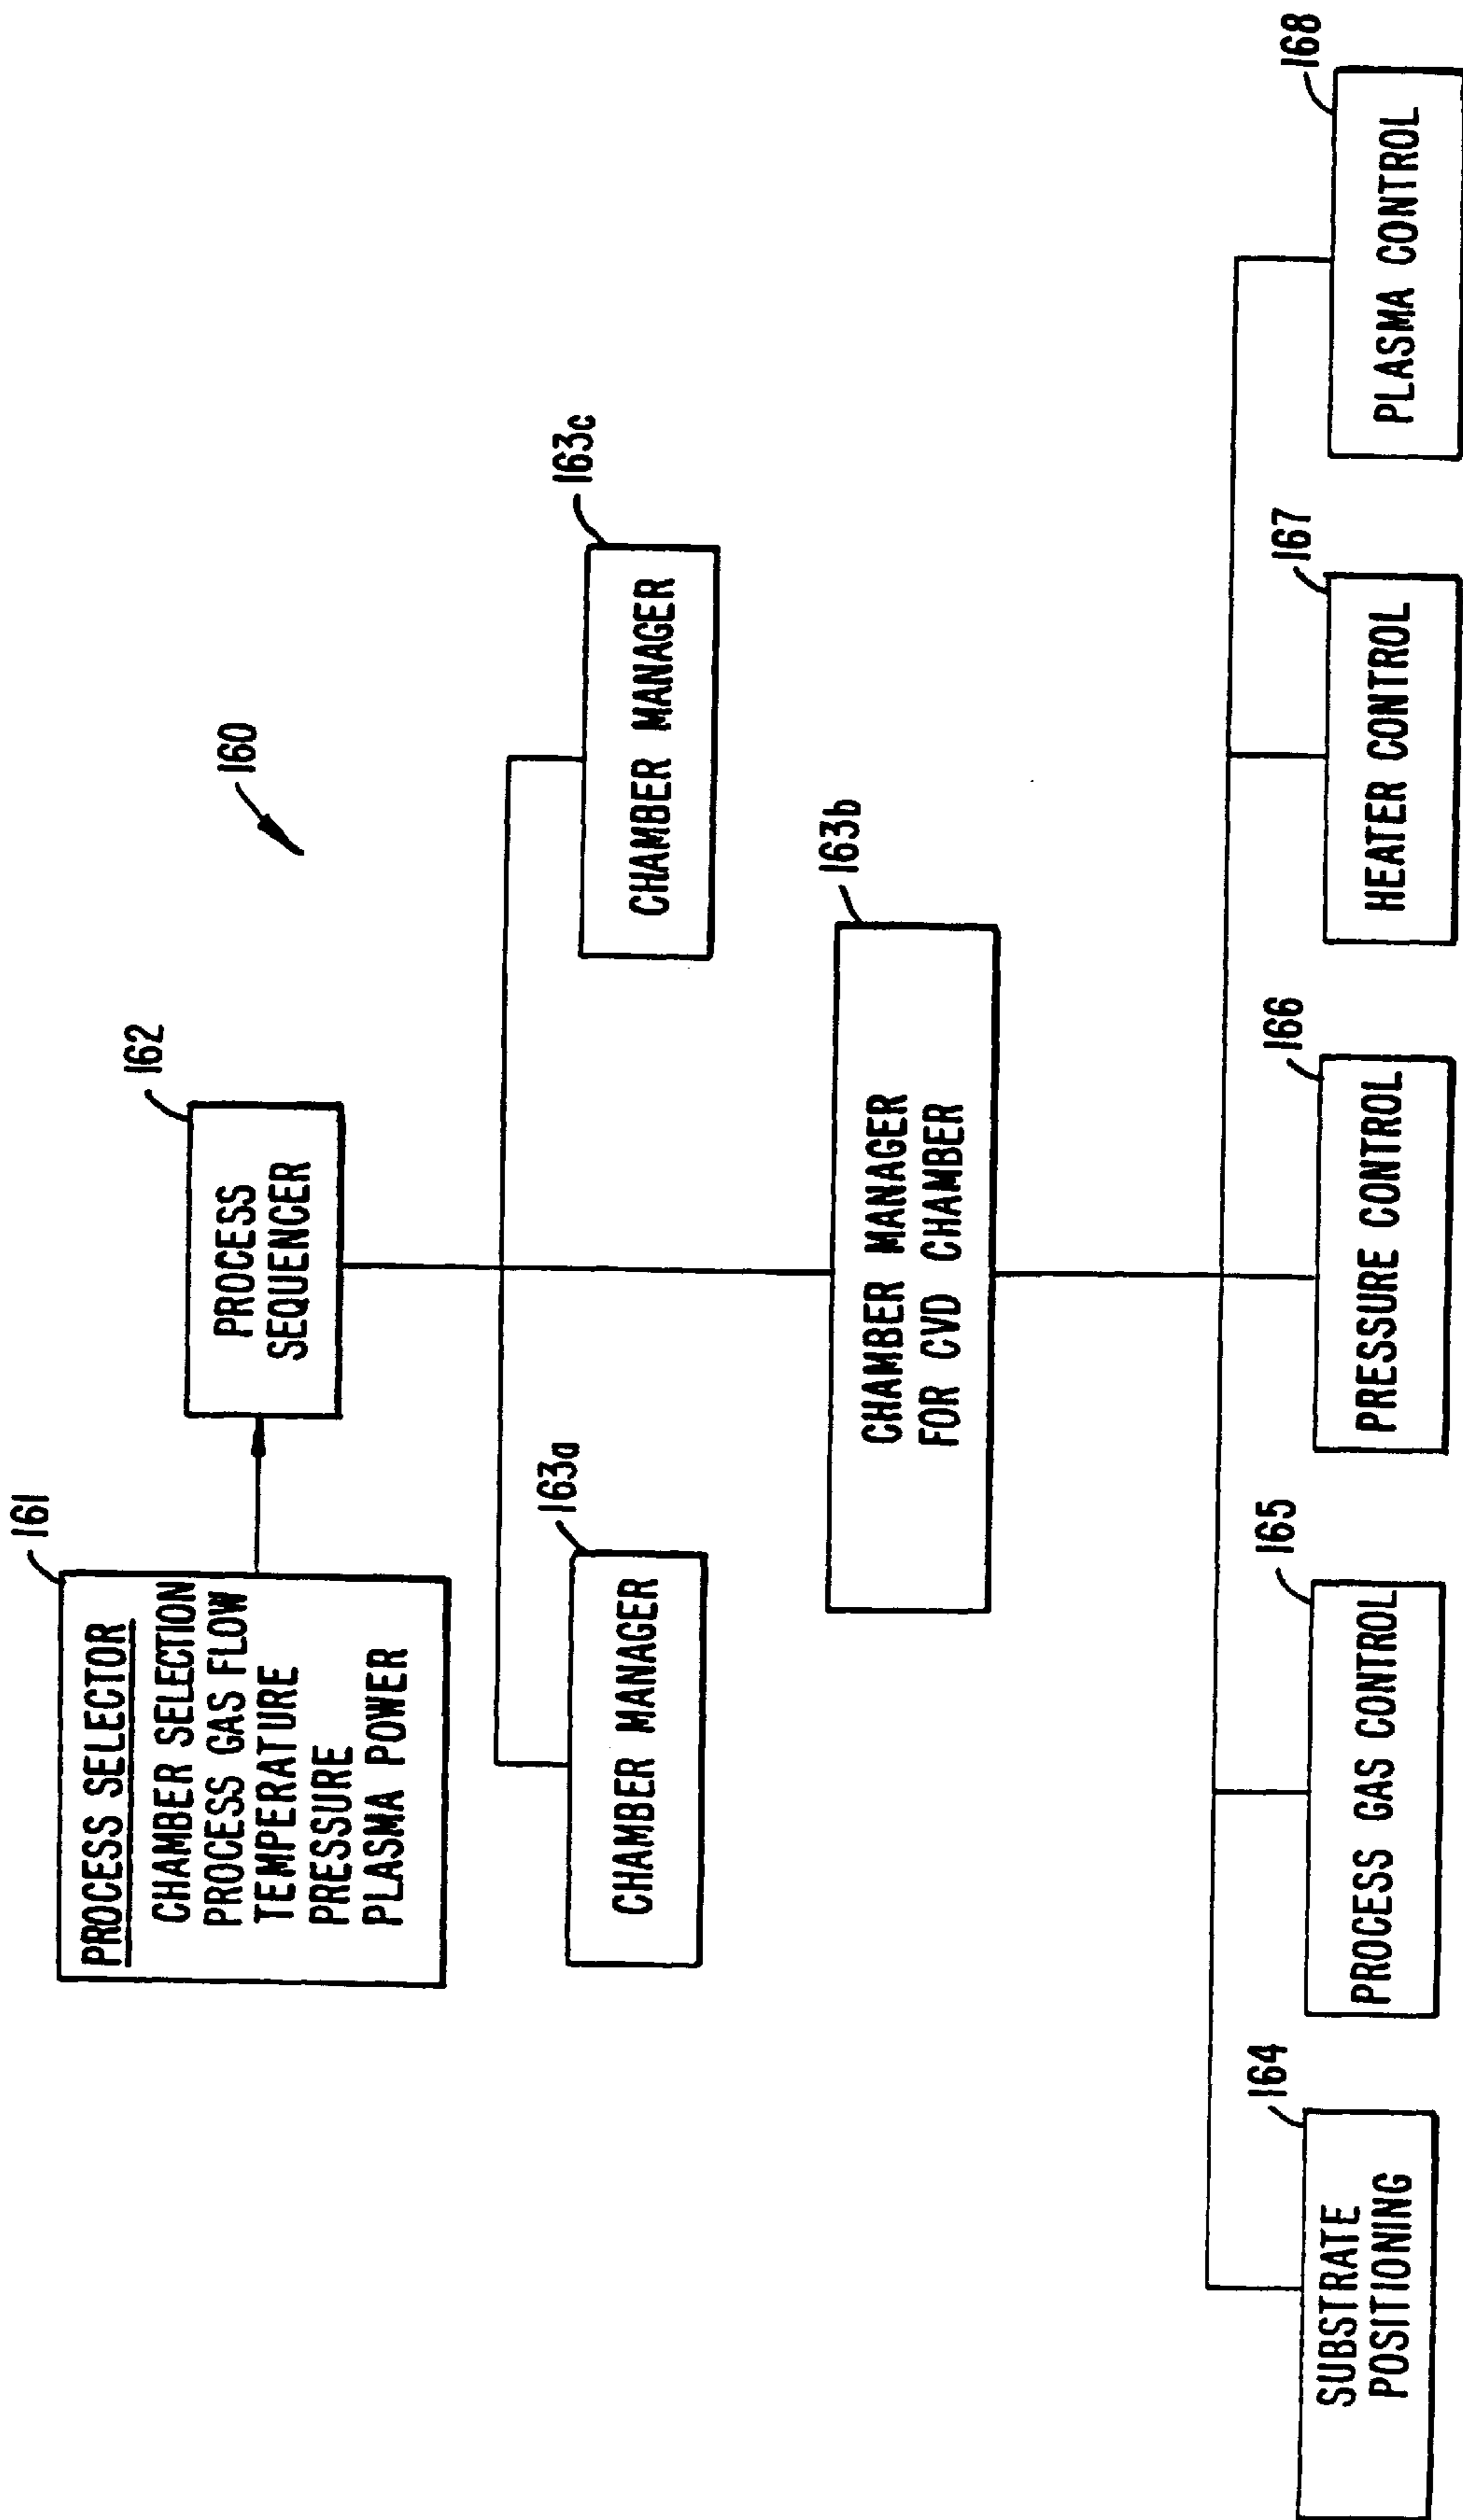 161
PROCESS SELECTOR
CHAMBER SELECTION
PROCESS GAS FLOW
TEMPERATURE
PRESSURE
PLASMA POWER
162
PROCESS
SEQUENCER
160
163a
CHAMBER MANAGER
163c
CHAMBER MANAGER
163b
CHAMBER MANAGER
FOR CVD CHAMBER
164
SUBSTRATE
POSITIONING
165
PROCESS GAS CONTROL
166
PRESSURE CONTROL
167
HEATER CONTROL
168
PLASMA CONTROL